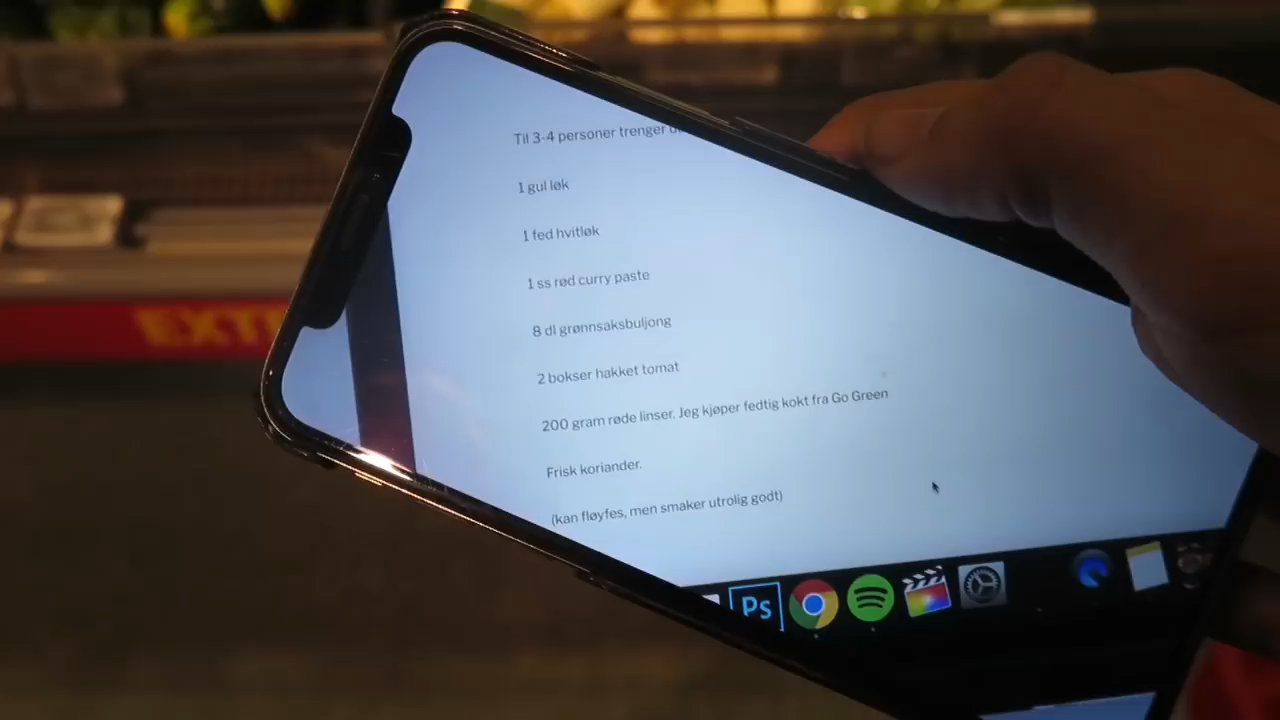 Til 3-4 personer trenger
1 gul løk
1 fed hvitløk
1 ss rød curry paste
8 dl grønnsaksbuljong
2 bokser hakket tomat
200 gram røde linser. Jeg kjøper fedtig kokt fra Go Green
Frisk koriander.
(kan fløyfes, men smaker utrolig godt)
Ps